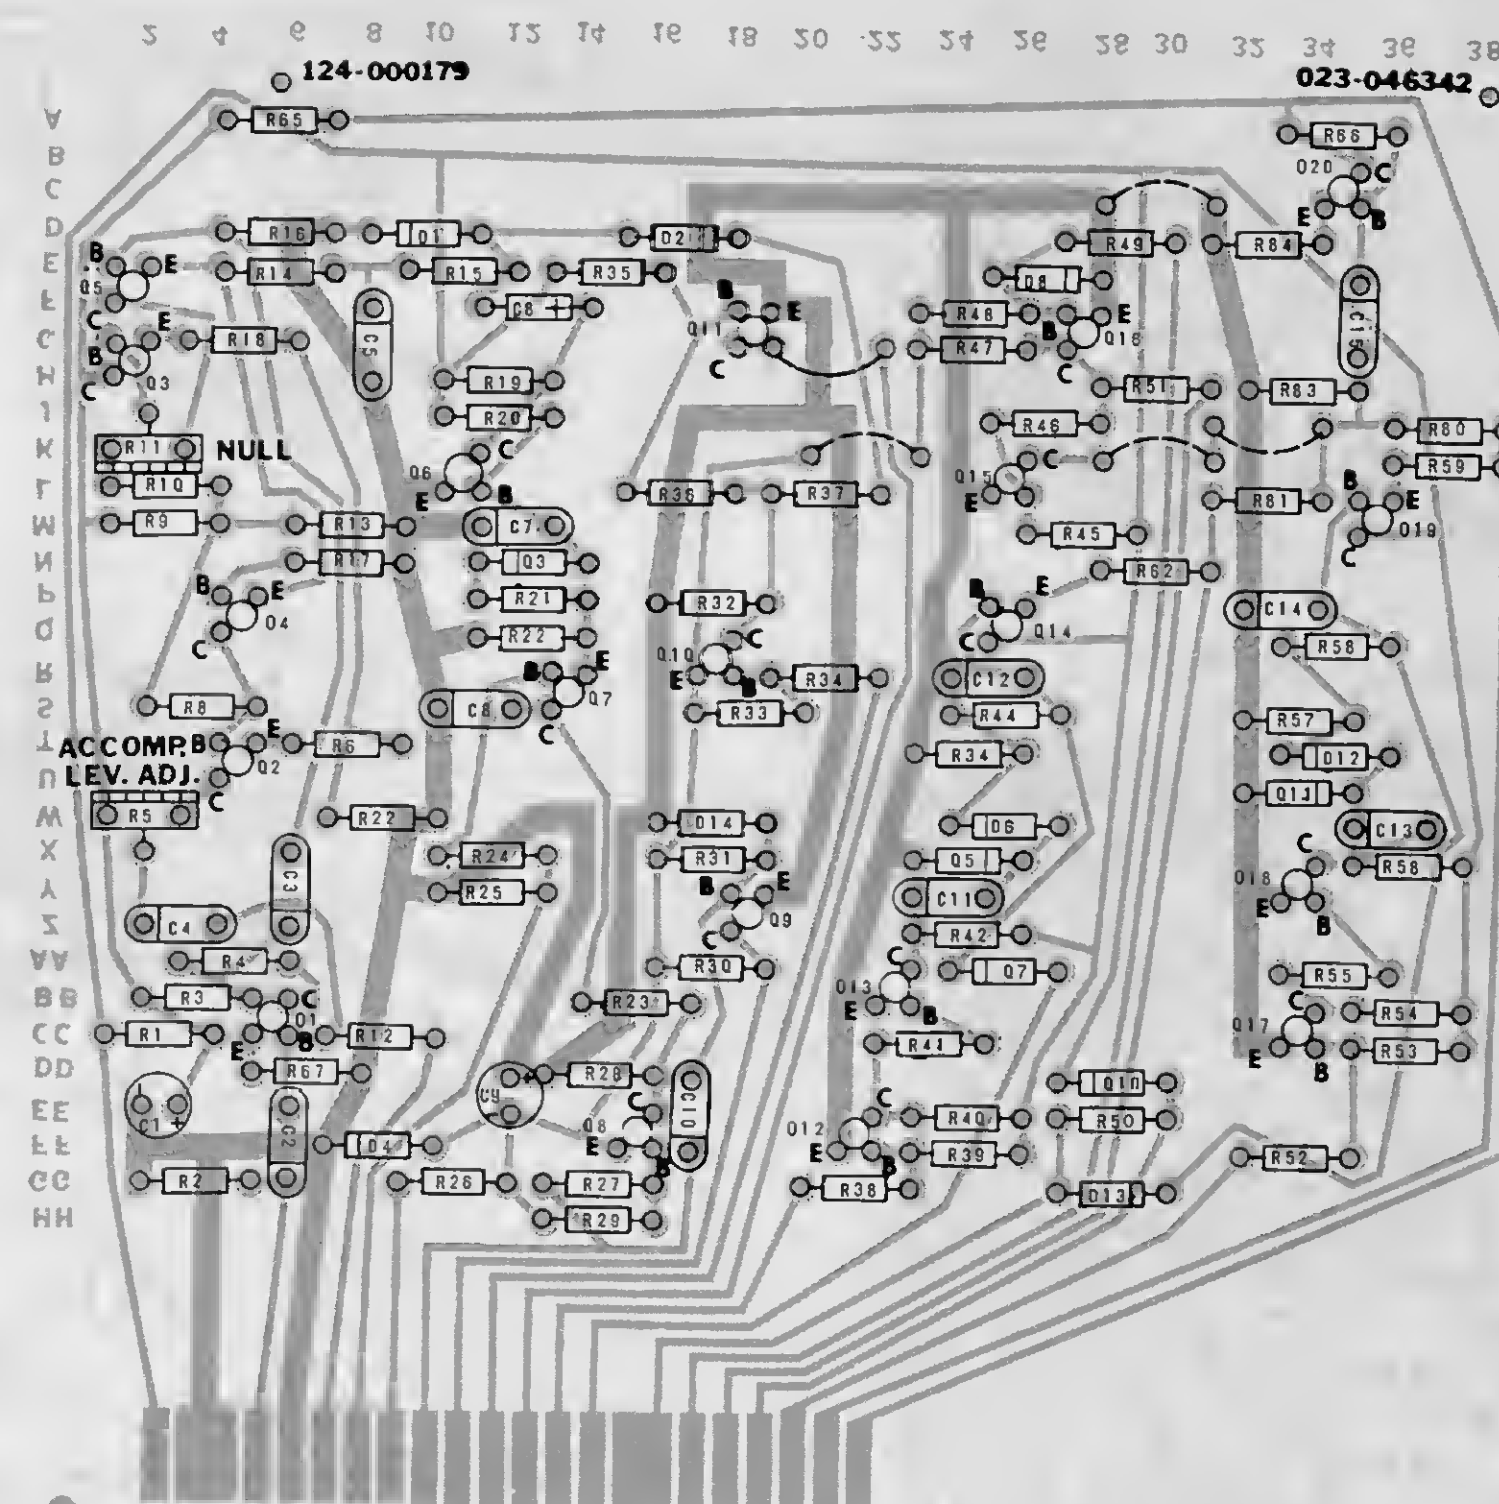 2 4 6 8 10 12 14 16 18 20 22 24 26 28 30 32 34 36 38
124-000179 023-046342
A
R65 R66
B
C
Q20 C
E B
D
R16 D1 D2 R49 R84
B E
E
Q5 R14 R15 R35 D8
F
C C8 + B E R48 B E C15
Q11 Q16
G
E R18 C5 R47
B C C
H
C Q3 R19 R51 R83
J
R20 R46 R80
K
R11 NULL C C R59
Q6 Q15
L
R10 E B R36 R37 E R81 B E
M
R9 R13 C7 R45 Q19
C
N
R17 Q3 R62
P
B E R21 R32 B E C14
Q
Q4 R22 C Q14 R58
C Q10 C
R
B E E B R34 C12
S
R8 C8 Q7 R33 R44 R57
C
T
ACCOMP. B E R6 R34 D12
U
LEV. ADJ. Q2 Q11
C
W
R5 R22 D14 D6 C13
X
C3 R24 R31 Q5 C R58
Y
R25 B E C11 Q18
E B
Z
C4 Q9 R42
C
AA
R4 R30 C Q7 R55
BB
R3 C R23 Q13 C R54
Q1 E B
CC
R1 E B R12 R41 Q17 R53
E B
DD
R67 R28 Q10
EE
C1 + C2 C9 + C C10 C R40 R50
Q8 Q12
FF
D4 E B E B R39 R52
GG
R2 R26 R27 R38 D13
HH
R29